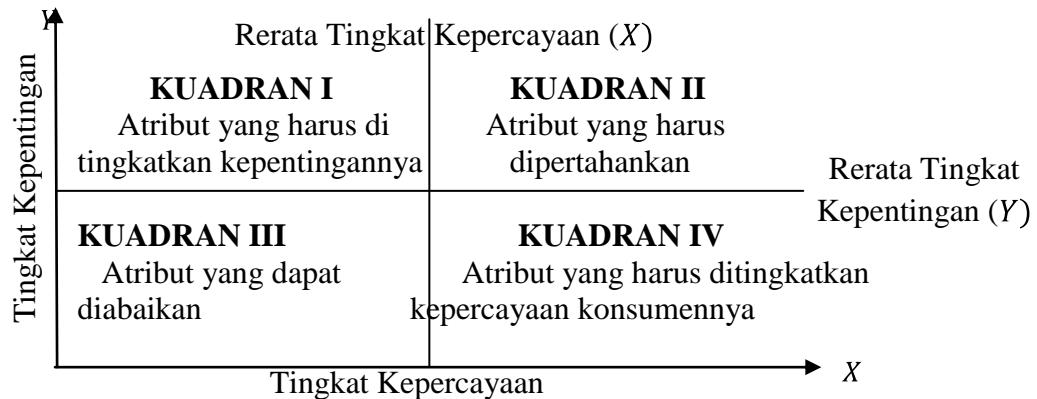 Y
Rerata Tingkat Kepercayaan (X)
KUADRAN I
Atribut yang harus di
tingkatkan kepentingannya
KUADRAN II
Atribut yang harus
dipertahankan
Rerata Tingkat
Kepentingan (Y)
Tingkat Kepentingan
KUADRAN III
Atribut yang dapat
diabaikan
KUADRAN IV
Atribut yang harus ditingkatkan
kepercayaan konsumennya
X
Tingkat Kepercayaan